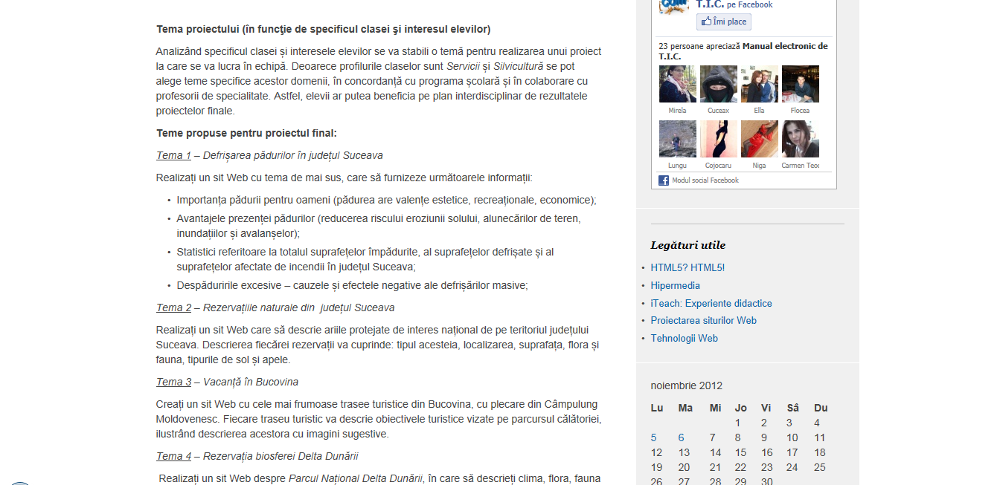 Tema proiectului (în funcţie de specificul clasei şi interesul elevilor)
Analizând specificul clasei și interesele elevilor se va stabili o temă pentru realizarea unui proiect
la care se va lucra în echipă. Deoarece profilurile claselor sunt Servicii și Silvicultură se pot
alege teme specifice acestor domenii, în concordanță cu programa școlară și în colaborare cu
profesorii de specialitate. Astfel, elevii ar putea beneficia pe plan interdisciplinar de rezultatele
proiectelor finale.
Teme propuse pentru proiectul final:
Tema 1 – Defrișarea pădurilor în județul Suceava
Realizați un sit Web cu tema de mai sus, care să furnizeze următoarele informații:
• Importanța pădurii pentru oameni (pădurea are valențe estetice, recreaționale, economice);
• Avantajele prezenței pădurilor (reducerea riscului eroziunii solului, alunecărilor de teren,
inundațiilor și avalanșelor);
• Statistici referitoare la totalul suprafețelor împădurite, al suprafețelor defrișate și al
suprafețelor afectate de incendii în județul Suceava;
• Despăduririle excesive – cauzele și efectele negative ale defrișărilor masive;
Tema 2 – Rezervațiile naturale din  județul Suceava
Realizați un sit Web care să descrie ariile protejate de interes național de pe teritoriul județului
Suceava. Descrierea fiecărei rezervații va cuprinde: tipul acesteia, localizarea, suprafața, flora și
fauna, tipurile de sol și apele.
Tema 3 – Vacanță în Bucovina
Creați un sit Web cu cele mai frumoase trasee turistice din Bucovina, cu plecare din Câmpulung
Moldovenesc. Fiecare traseu turistic va descrie obiectivele turistice vizate pe parcursul călătoriei,
ilustrând descrierea acestora cu imagini sugestive.
Tema 4 – Rezervația biosferei Delta Dunării
Realizați un sit Web despre Parcul Național Delta Dunării, în care să descrieți clima, flora, fauna
T.I.C. pe Facebook
Îmi place
23 persoane apreciază Manual electronic de
T.I.C.
Mirela Cuceax Ella Flocea
Lungu Cojocaru Niga Carmen Teod
Modul social Facebook
Legături utile
• HTML5? HTML5!
• Hipermedia
• iTeach: Experiente didactice
• Proiectarea siturilor Web
• Tehnologii Web
noiembrie 2012
Lu Ma Mi Jo Vi Sâ Du
1 2 3 4
5 6 7 8 9 10 11
12 13 14 15 16 17 18
19 20 21 22 23 24 25
26 27 28 29 30